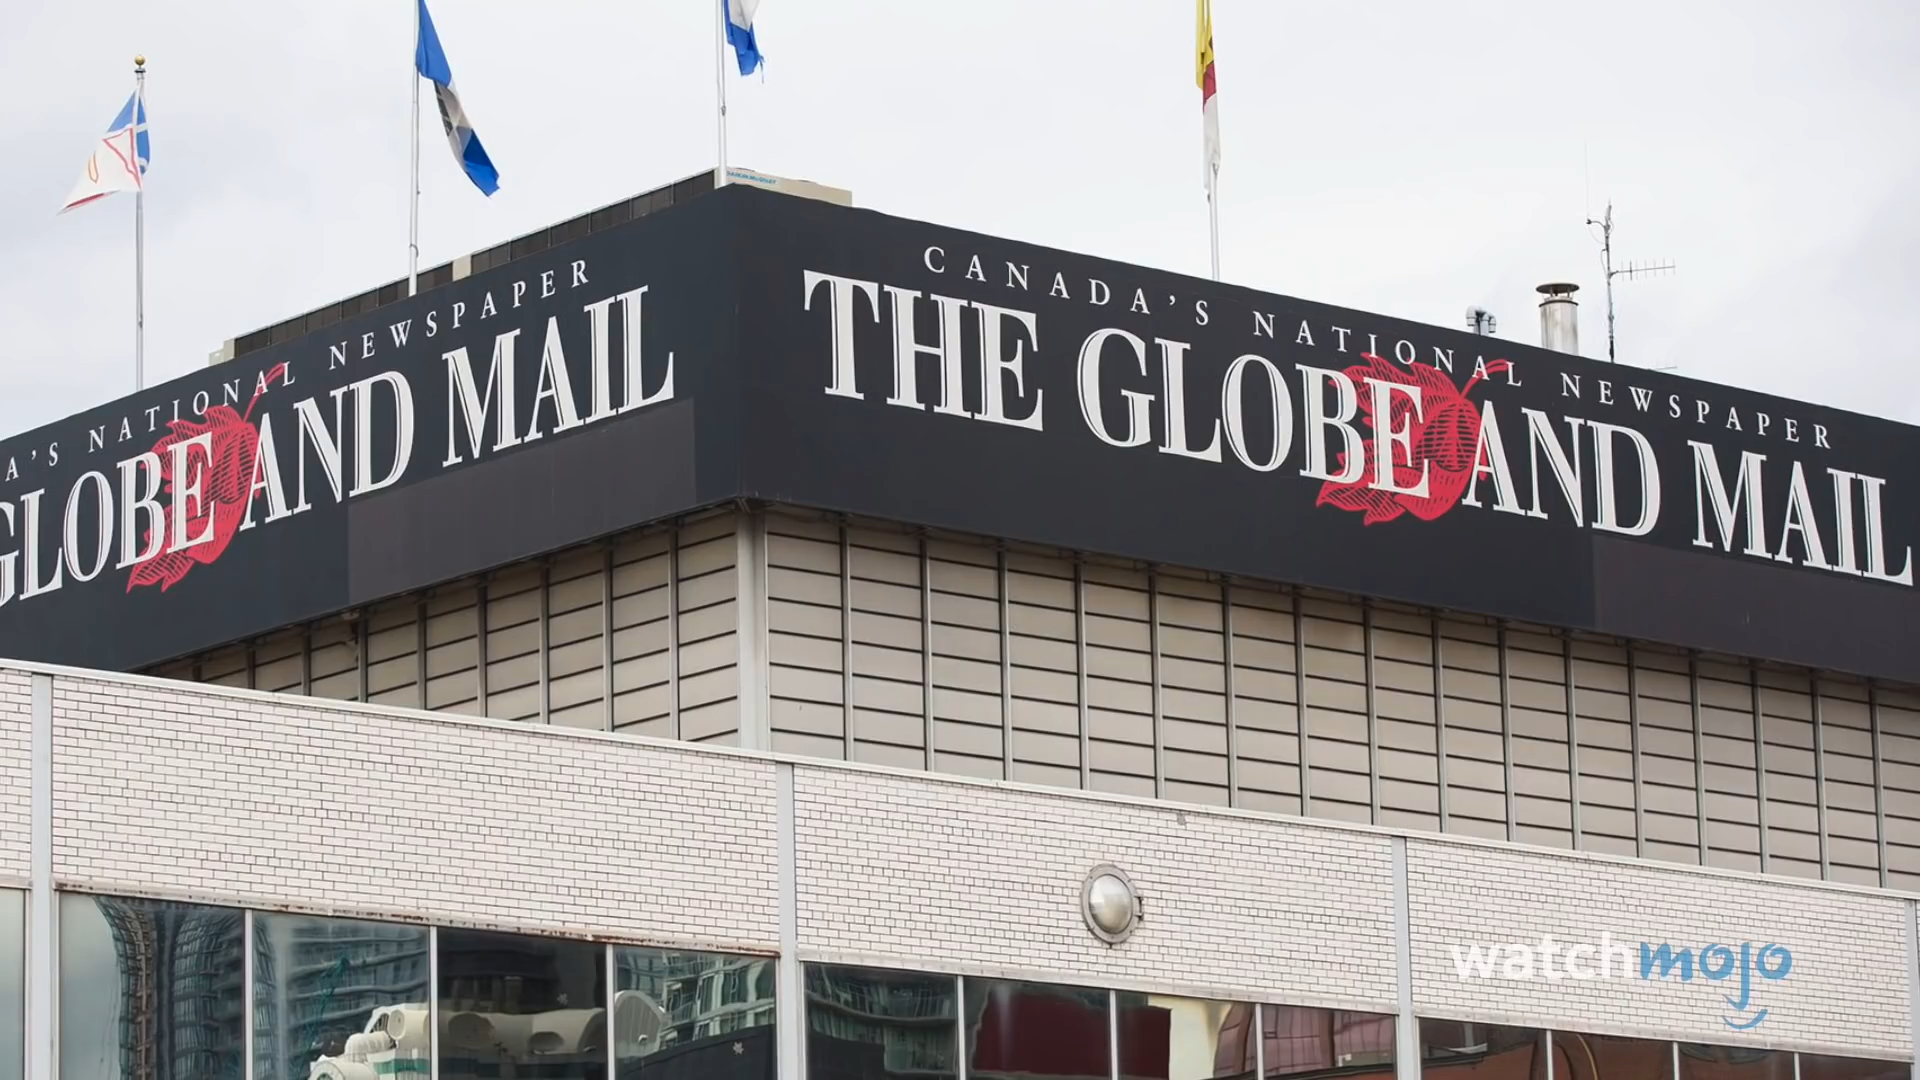 A'S NATIONAL NEWSPAPER
GLOBE AND MAIL
CANADA'S NATIONAL NEWSPAPER
THE GLOBE AND MAIL
watchmojo